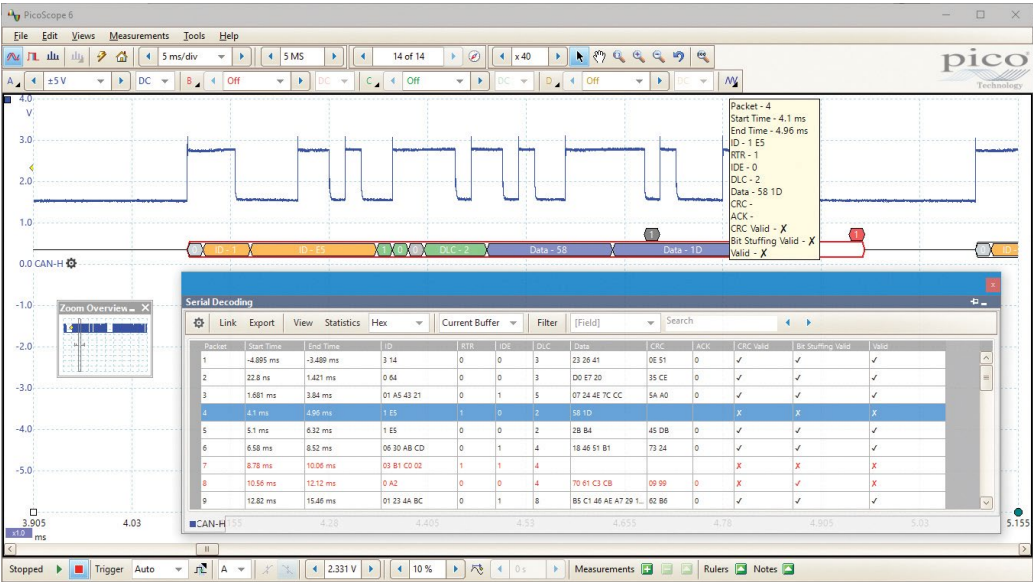 PicoScope 6
File Edit Views Measurements Tools Help
5 ms/div 5 MS 14 of 14 x 40
pico
Technology
A ±5 V DC B Off DC C Off DC D Off DC
4.0
V
3.0
2.0
1.0
0.0 CAN-H
-1.0
-2.0
-3.0
-4.0
-5.0
Packet - 4
Start Time - 4.1 ms
End Time - 4.96 ms
ID - 1 E5
RTR - 1
IDE - 0
DLC - 2
Data - 58 1D
CRC -
ACK -
CRC Valid - X
Bit Stuffing Valid - X
Valid - X
1
0 ID - 1 ID - E5 1 0 0 DLC - 2 Data - 58 Data - 1D
0 ID
Zoom Overview
Serial Decoding
Link Export View Statistics Hex Current Buffer Filter [Field] Search
Packet Start Time End Time ID RTR IDE DLC Data CRC ACK CRC Valid Bit Stuffing Valid Valid
1 -4.895 ms -3.489 ms 3 14 0 0 3 23 26 41 0E 51 0 ✓ ✓ ✓
2 22.8 ns 1.421 ms 0 64 0 0 3 D0 E7 20 35 CE 0 ✓ ✓ ✓
3 1.681 ms 3.84 ms 01 A5 43 21 0 1 5 07 24 4E 7C CC 5A A0 0 ✓ ✓ ✓
4 4.1 ms 4.96 ms 1 E5 1 0 2 58 1D X X X
5 5.1 ms 6.32 ms 1 E5 0 0 2 2B B4 45 DB 0 ✓ ✓ ✓
6 6.58 ms 8.52 ms 06 30 AB CD 0 1 4 18 46 51 B1 73 24 0 ✓ ✓ ✓
7 8.78 ms 10.06 ms 03 B1 C0 02 1 1 4 X X X
8 10.56 ms 12.12 ms 0 A2 0 0 4 70 61 C3 CB 09 99 0 X ✓ X
9 12.82 ms 15.46 ms 01 23 4A BC 0 1 8 B5 C1 46 AE A7 29 1... 62 B6 0 ✓ ✓ ✓
CAN-H
3.905 4.03 155 4.28 4.405 4.53 4.655 4.78 4.905 5.03 5.155
x1.0 ms
Stopped Trigger Auto A 2.331 V 10 % 0 s Measurements Rulers Notes